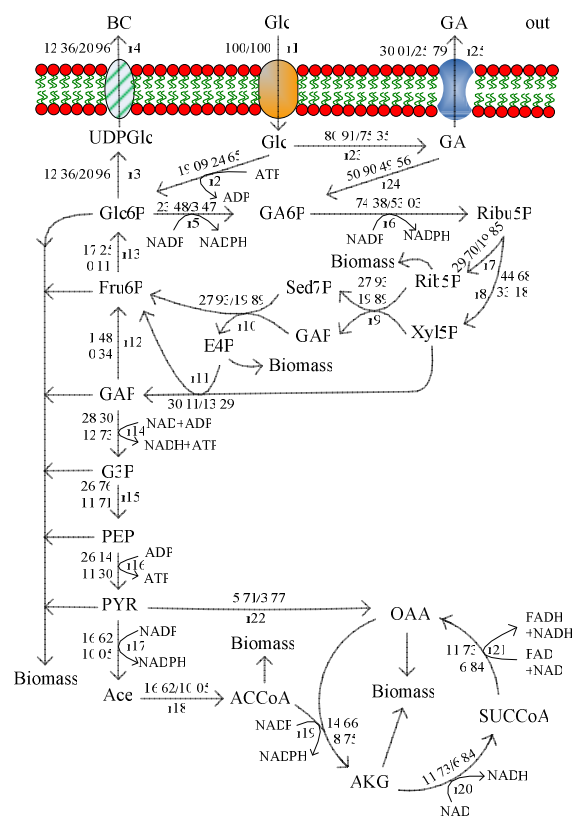 BC Glc GA out
12 36/20 96 r4 100/100 r1 30 01/25 79 r25
UDPGlc Glc GA
80 91/75 35
r23
12 36/20 96 r3 19 09 24 65 r2 ATP ADP 50 90 49 56 r24
Glc6P 23 48/3 47 r5 GA6P 74 38/53 03 r6 Ribu5P
NADP NADPH NADP NADPH
17 25 r13
0 11
29 70/19 85 r7
44 68
33 18 r8
Biomass
Fru6P Sed7P 27 93 Rib5P
27 93/19 89 r10 19 89 r9
1 48 r12
0 34
E4P GAP Xyl5P
Biomass
r11
GAP 30 11/13 29
28 30 NAD+ADP
12 73 r14 NADH+ATP
G3P
26 76 r15
11 71
PEP
26 14 ADP
11 30 r16 ATP
PYR 5 71/3 77 OAA
r22
FADH
+NADH
16 62 NADP
10 05 r17 NADPH
Biomass 11 73 r21
6 84
FAD
+NAD
Biomass
Ace 16 62/10 05 ACCoA Biomass
r18
SUCCoA
NADP r19 14 66
8 75
NADPH
AKG 11 73/6 84 NADH
r20
NAD